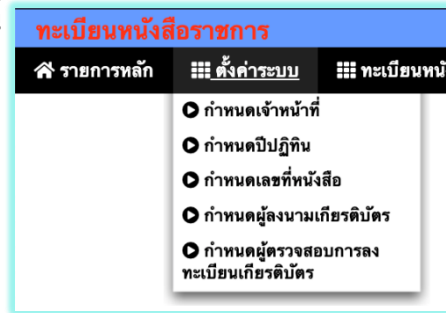 ทะเบียนหนังสือราชการ
รายการหลัก ตั้งค่าระบบ ทะเบียนหนั
กำหนดเจ้าหน้าที่
กำหนดปีปฏิทิน
กำหนดเลขที่หนังสือ
กำหนดผู้ลงนามเกียรติบัตร
กำหนดผู้ตรวจสอบการลง
ทะเบียนเกียรติบัตร